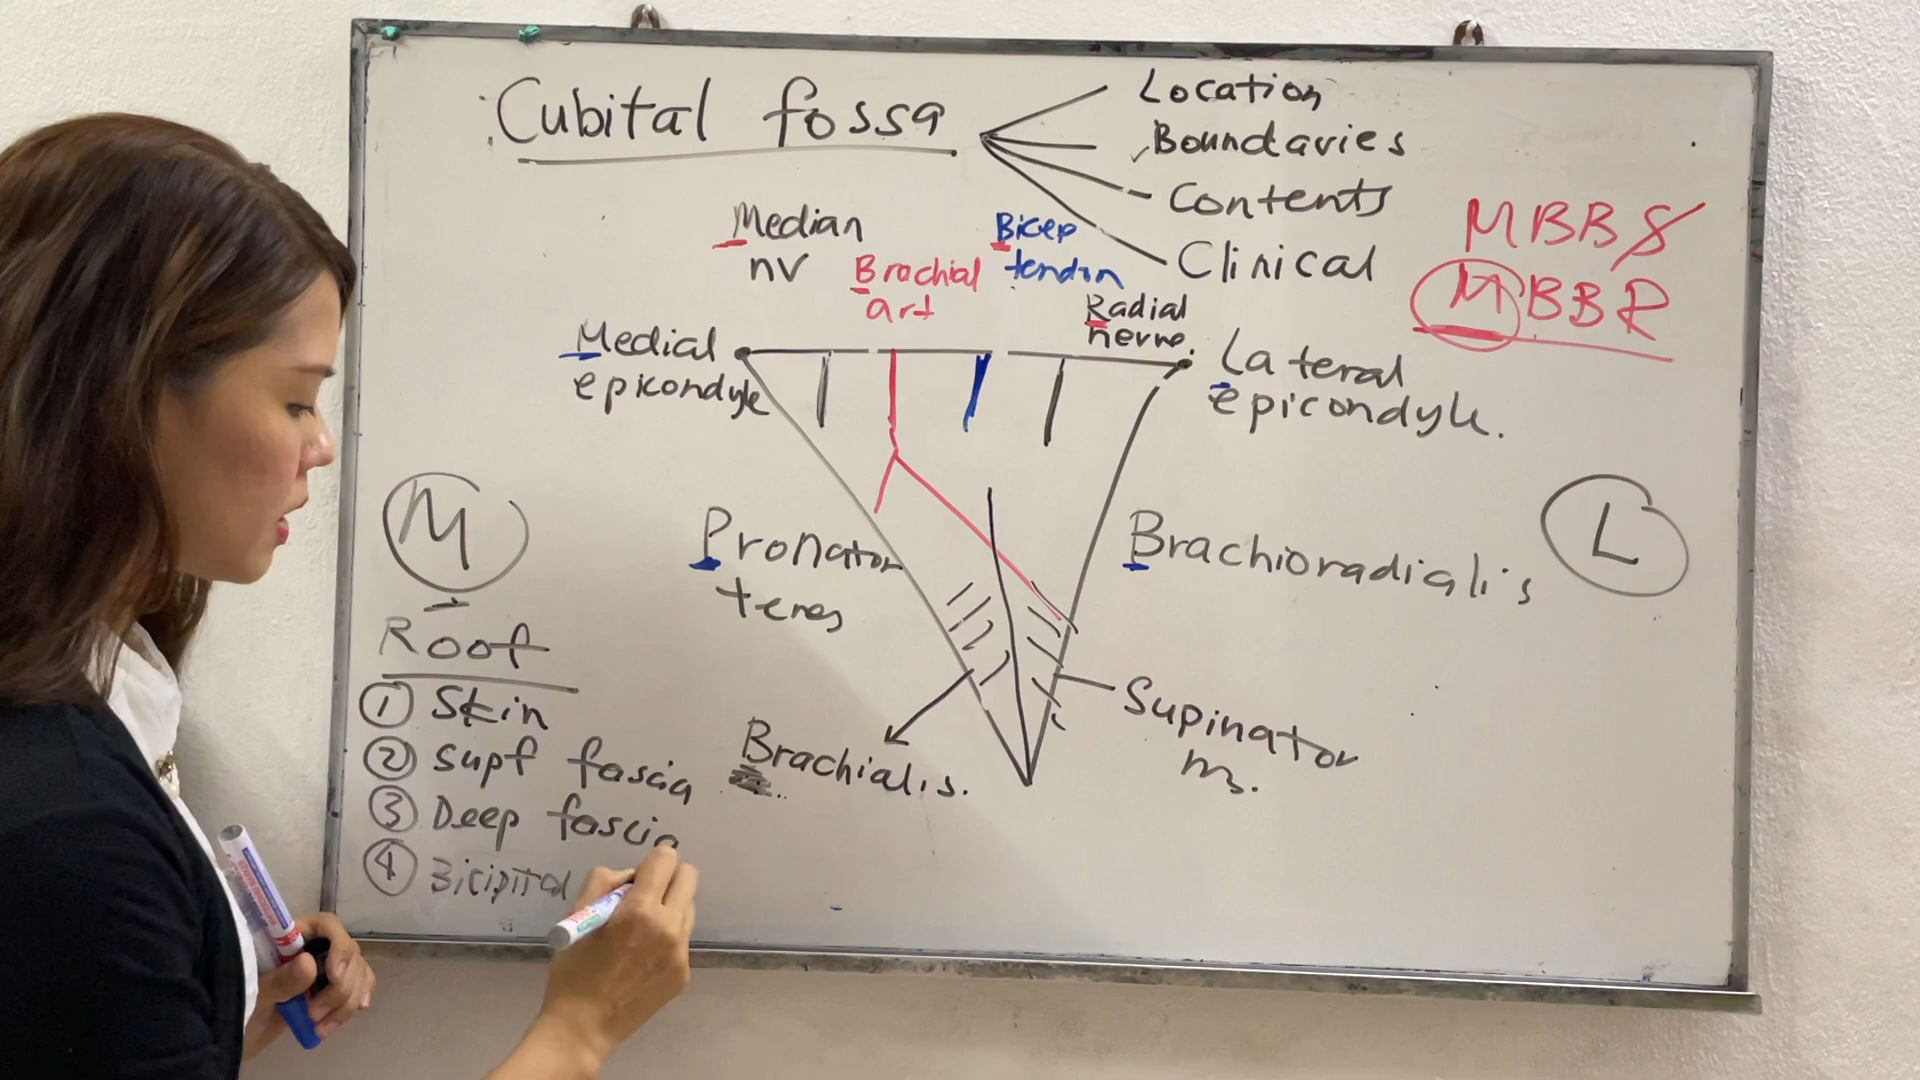 Cubital fossa
Location
Boundaries
Contents
Clinical
MBBS
MBBR
Median
nv
Brachial
art
Bicep
tendon
Radial
nerve.
Medial
epicondyle
Lateral
epicondyle.
M
L
Pronator
teres
Brachioradialis
Brachialis.
Supinator
m.
Roof
① Skin
② Supf fascia
③ Deep fascia
④ Bicipital